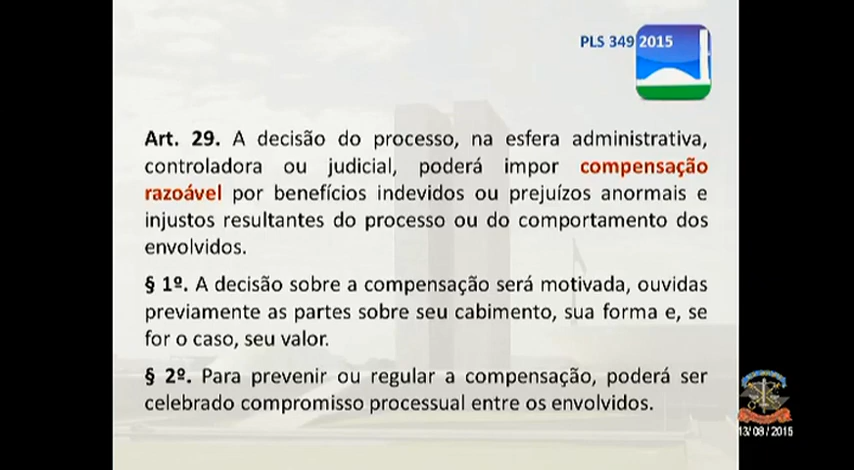 PLS 349 2015
Art. 29. A decisão do processo, na esfera administrativa,
controladora ou judicial, poderá impor compensação
razoável por benefícios indevidos ou prejuízos anormais e
injustos resultantes do processo ou do comportamento dos
envolvidos.
§ 1º. A decisão sobre a compensação será motivada, ouvidas
previamente as partes sobre seu cabimento, sua forma e, se
for o caso, seu valor.
§ 2º. Para prevenir ou regular a compensação, poderá ser
celebrado compromisso processual entre os envolvidos.
13/08/2015